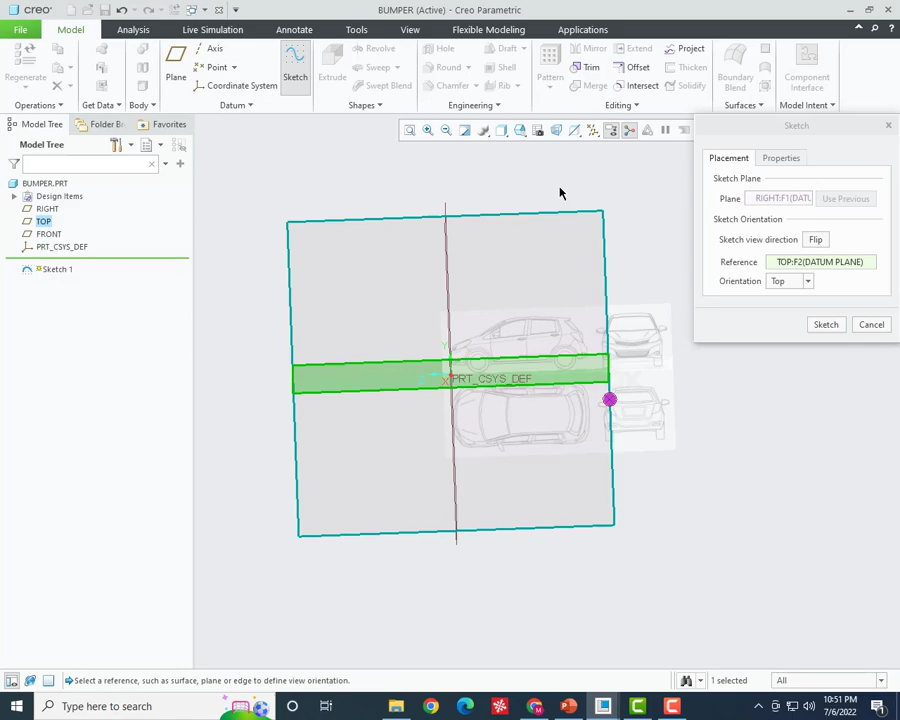 creo
BUMPER (Active) - Creo Parametric
File
Model
Analysis
Live Simulation
Annotate
Tools
View
Flexible Modeling
Applications
Regenerate
Operations
Get Data
Body
Plane
Axis
Point
Coordinate System
Datum
Sketch
Extrude
Revolve
Sweep
Swept Blend
Shapes
Hole
Round
Chamfer
Draft
Shell
Rib
Engineering
Pattern
Mirror
Trim
Merge
Extend
Offset
Intersect
Project
Thicken
Solidify
Editing
Boundary
Blend
Surfaces
Component
Interface
Model Intent
Model Tree
Folder B
Favorites
Model Tree
BUMPER.PRT
Design Items
RIGHT
TOP
FRONT
PRT_CSYS_DEF
Sketch 1
Sketch
Placement
Properties
Sketch Plane
Plane
RIGHT:F1(DATU
Use Previous
Sketch Orientation
Sketch view direction
Flip
Reference
TOP:F2(DATUM PLANE)
Orientation
Top
Sketch
Cancel
Y
X
PRT_CSYS_DEF
Select a reference, such as surface, plane or edge to define view orientation.
1 selected
All
Type here to search
10:51 PM
7/6/2022
1